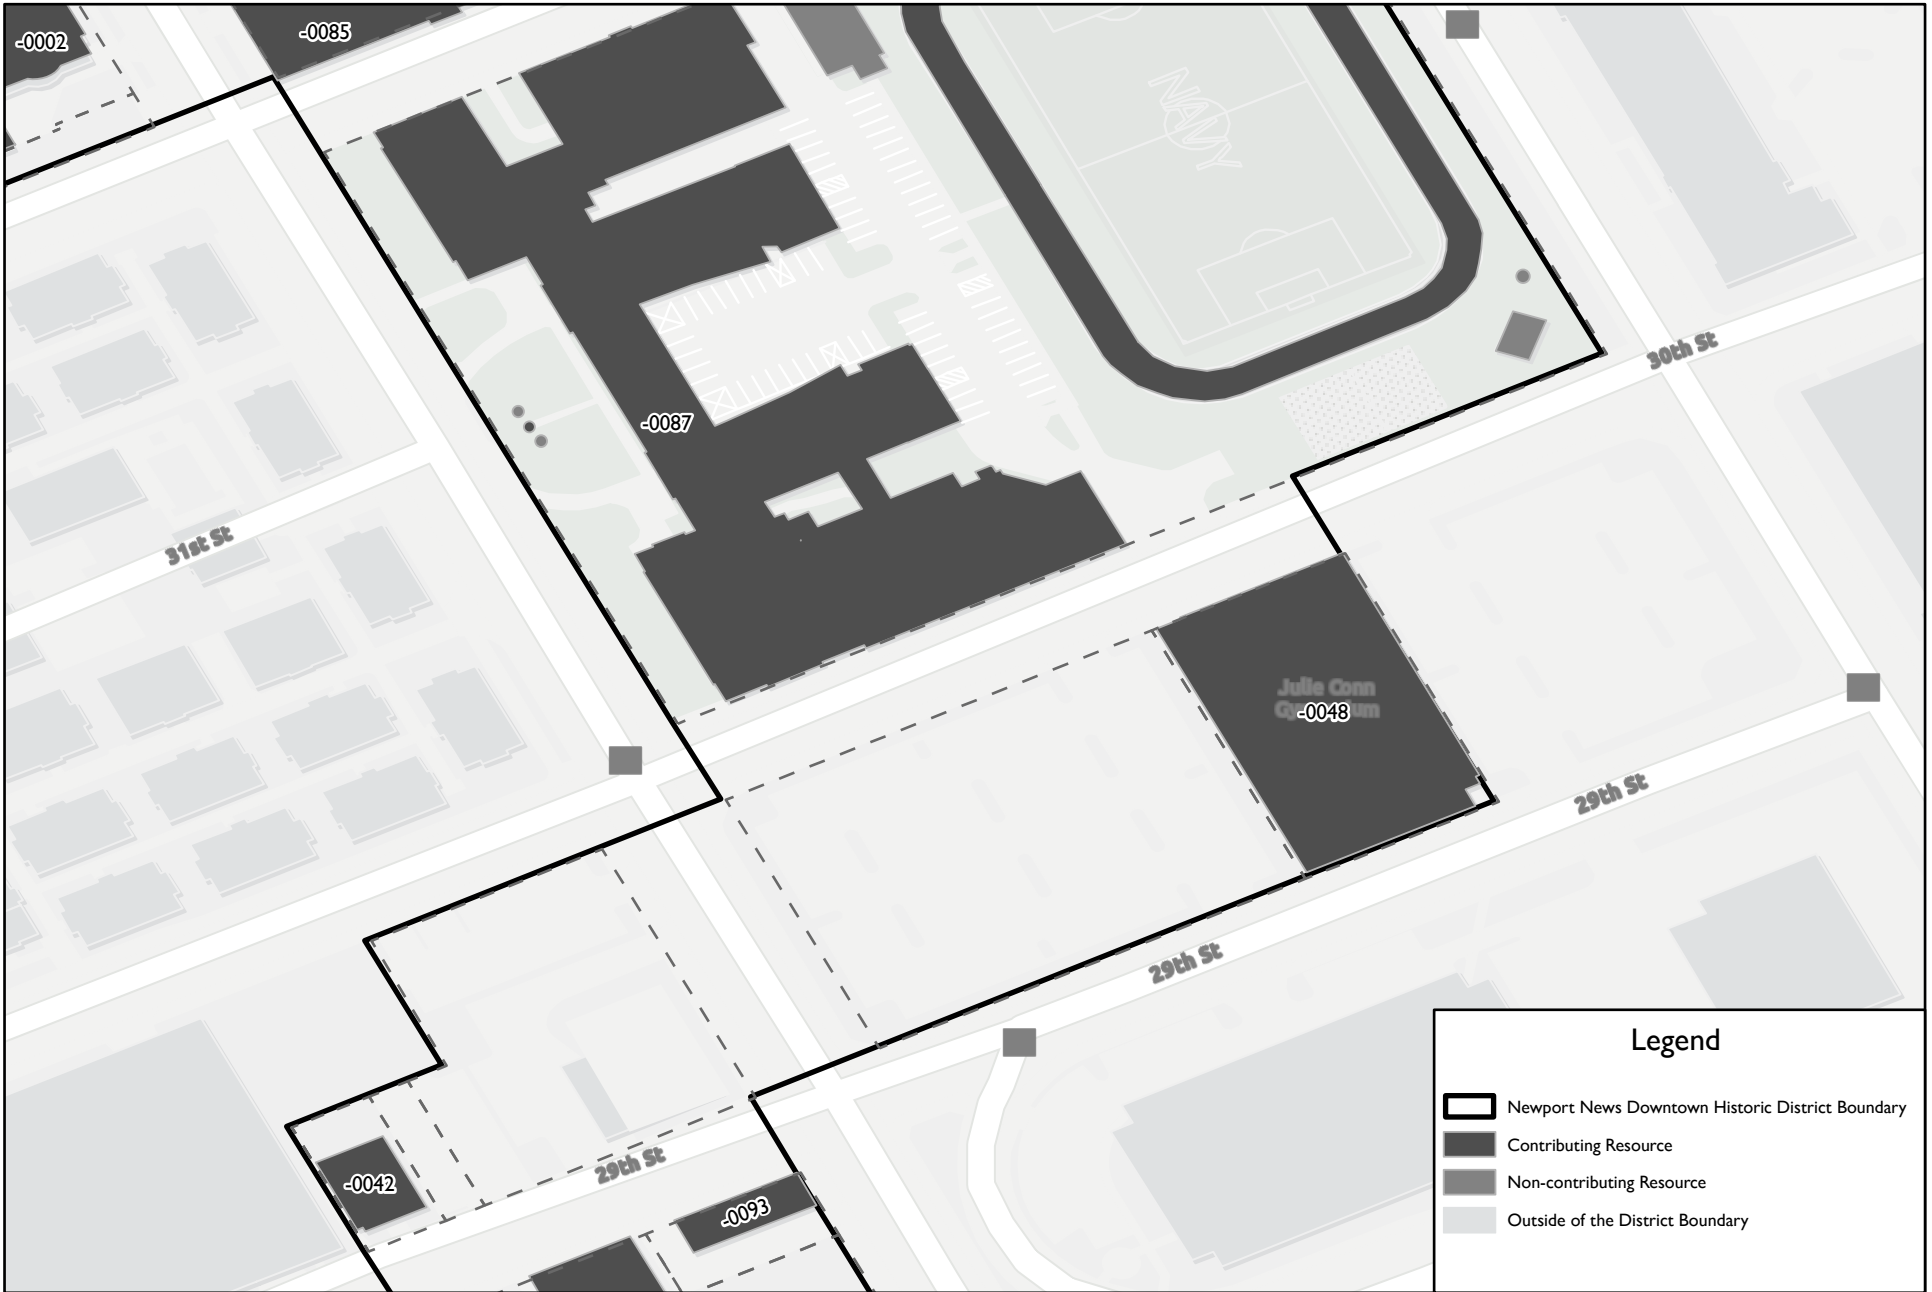 -0002
-0085
NAVY
30th St
-0087
31st St
Julie Conn
-0048
29th St
29th St
29th St
-0042
-0093
Legend
Newport News Downtown Historic District Boundary
Contributing Resource
Non-contributing Resource
Outside of the District Boundary